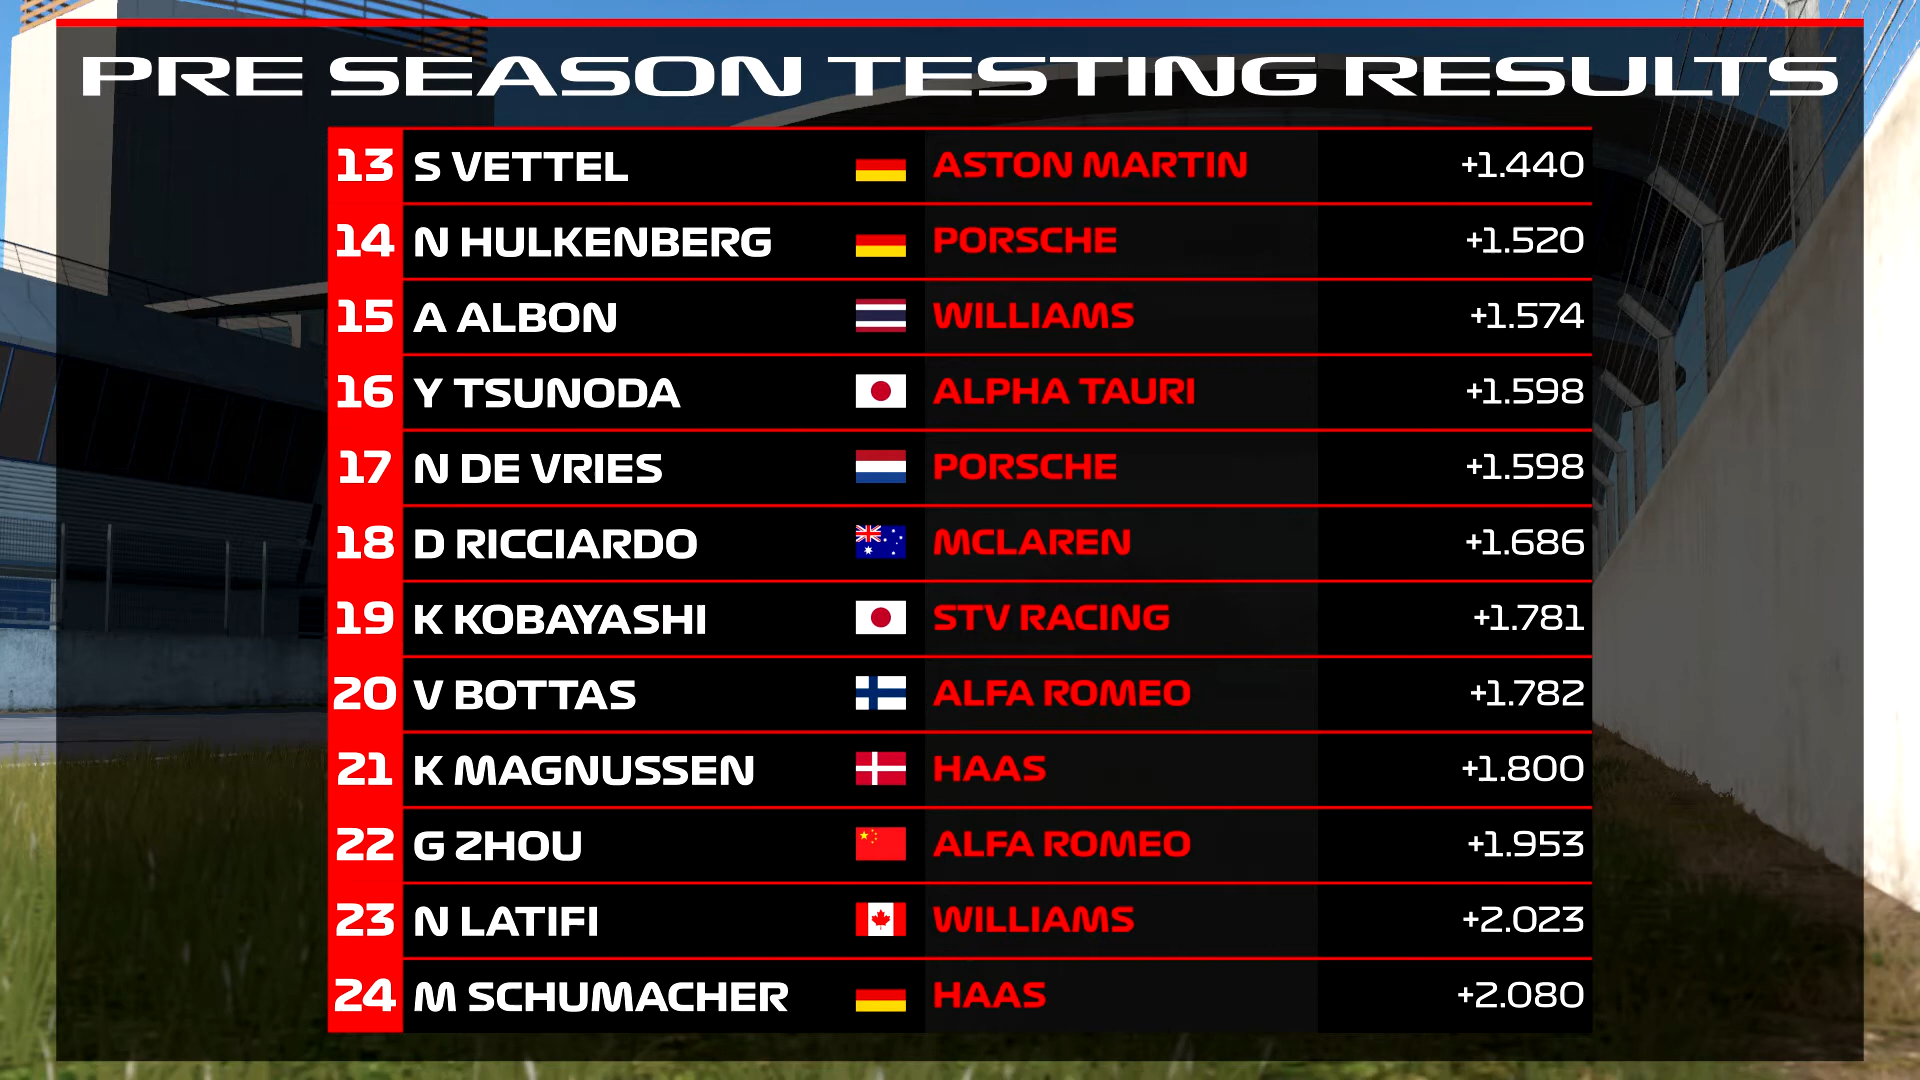 PRE SEASON TESTING RESULTS
13 S VETTEL ASTON MARTIN +1.440
14 N HULKENBERG PORSCHE +1.520
15 A ALBON WILLIAMS +1.574
16 Y TSUNODA ALPHA TAURI +1.598
17 N DE VRIES PORSCHE +1.598
18 D RICCIARDO MCLAREN +1.686
19 K KOBAYASHI STV RACING +1.781
20 V BOTTAS ALFA ROMEO +1.782
21 K MAGNUSSEN HAAS +1.800
22 G ZHOU ALFA ROMEO +1.953
23 N LATIFI WILLIAMS +2.023
24 M SCHUMACHER HAAS +2.080